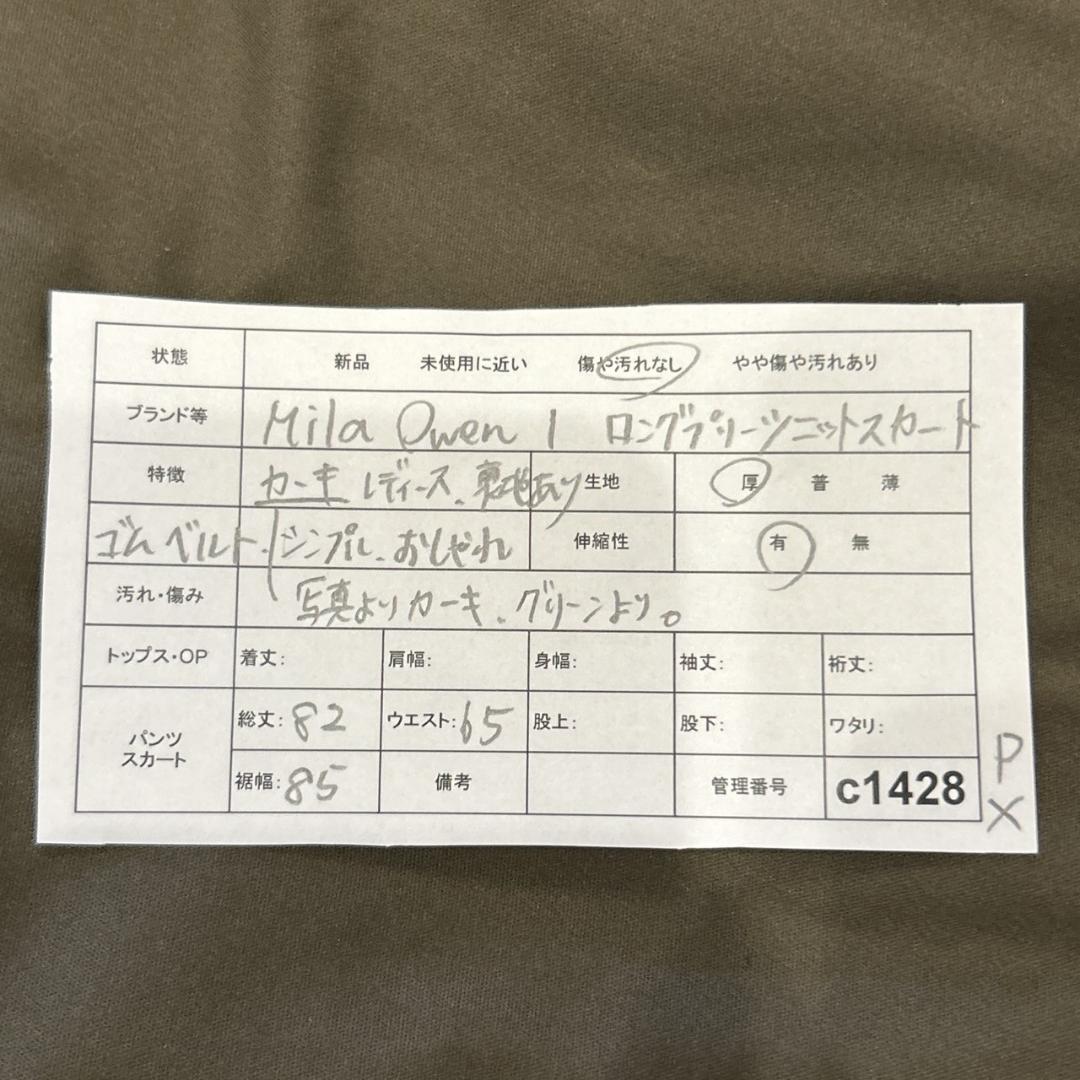 状態 新品 未使用に近い 傷や汚れなし やや傷や汚れあり
ブランド等 Mila Owen 1 ロングプリーツニットスカート
特徴 カーキ レディース、裏地あり 生地 厚 普 薄
ゴムベルト、シンプル、おしゃれ 伸縮性 有 無
汚れ・傷み 写真よりカーキ、グリーンより。
トップス・OP 着丈: 肩幅: 身幅: 袖丈: 裄丈:
パンツ スカート 総丈: 82 ウエスト: 65 股上: 股下: ワタリ:
裾幅: 85 備考 管理番号 c1428
P
X